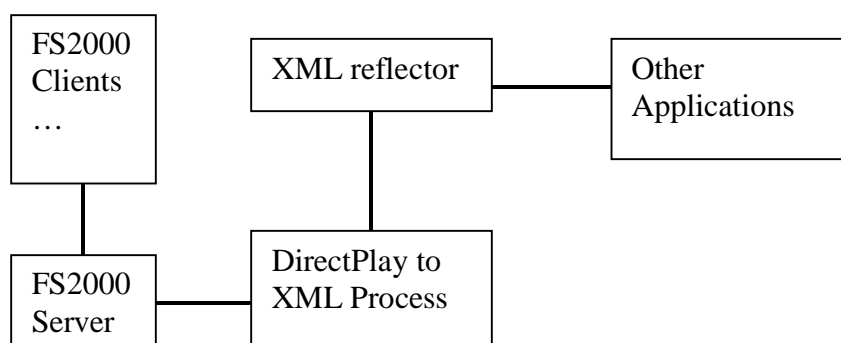 FS2000
Clients
…
XML reflector
Other
Applications
FS2000
Server
DirectPlay to
XML Process